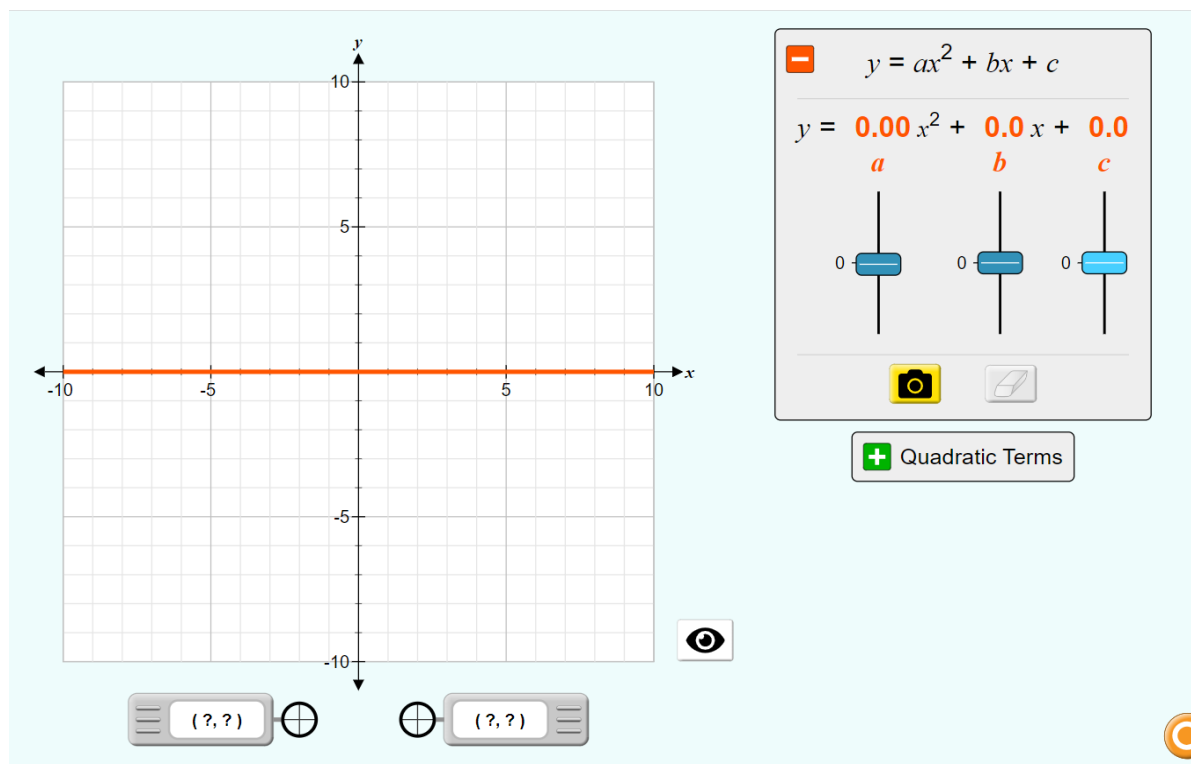 y
10
5
-10
-5
5
10
x
-5
-10
( ?, ? )
( ?, ? )
y = ax² + bx + c
y = 0.00 x² + 0.0 x + 0.0
a b c
0 0 0
Quadratic Terms